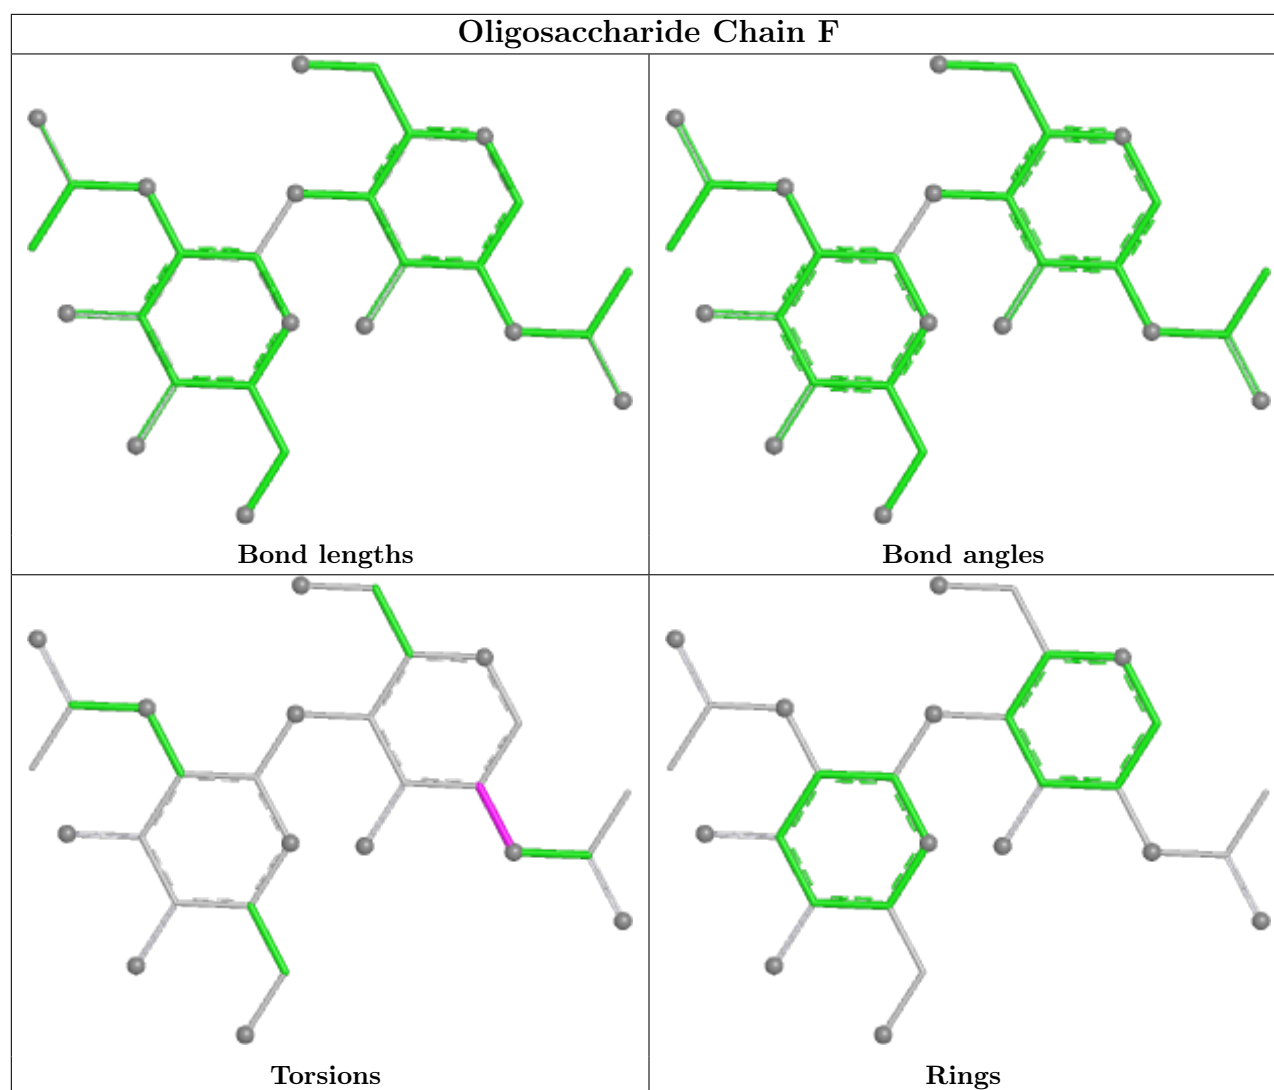 Oligosaccharide Chain F
Bond lengths
Bond angles
Torsions
Rings